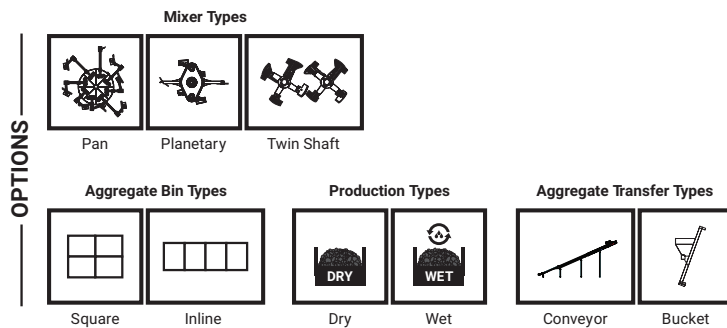 OPTIONS
Mixer Types
Pan Planetary Twin Shaft
Aggregate Bin Types Production Types Aggregate Transfer Types
DRY WET
Square Inline Dry Wet Conveyor Bucket